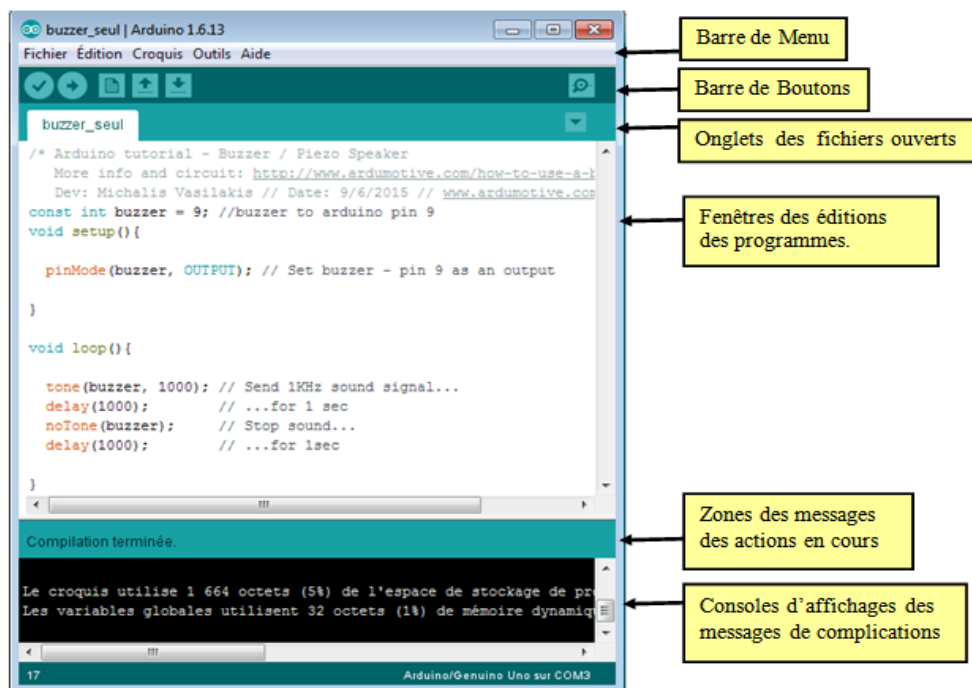 buzzer_seul | Arduino 1.6.13
Fichier Édition Croquis Outils Aide
buzzer_seul
/* Arduino tutorial - Buzzer / Piezo Speaker
More info and circuit: http://www.ardumotive.com/how-to-use-a-b
Dev: Michalis Vasilakis // Date: 9/6/2015 // www.ardumotive.com
const int buzzer = 9; //buzzer to arduino pin 9
void setup(){
pinMode(buzzer, OUTPUT); // Set buzzer - pin 9 as an output
}
void loop(){
tone(buzzer, 1000); // Send 1KHz sound signal...
delay(1000); // ...for 1 sec
noTone(buzzer); // Stop sound...
delay(1000); // ...for 1sec
}
Compilation terminée.
Le croquis utilise 1 664 octets (5%) de l'espace de stockage de pr
Les variables globales utilisent 32 octets (1%) de mémoire dynamiq
17 Arduino/Genuino Uno sur COM3
Barre de Menu
Barre de Boutons
Onglets des fichiers ouverts
Fenêtres des éditions
des programmes.
Zones des messages
des actions en cours
Consoles d'affichages des
messages de complications